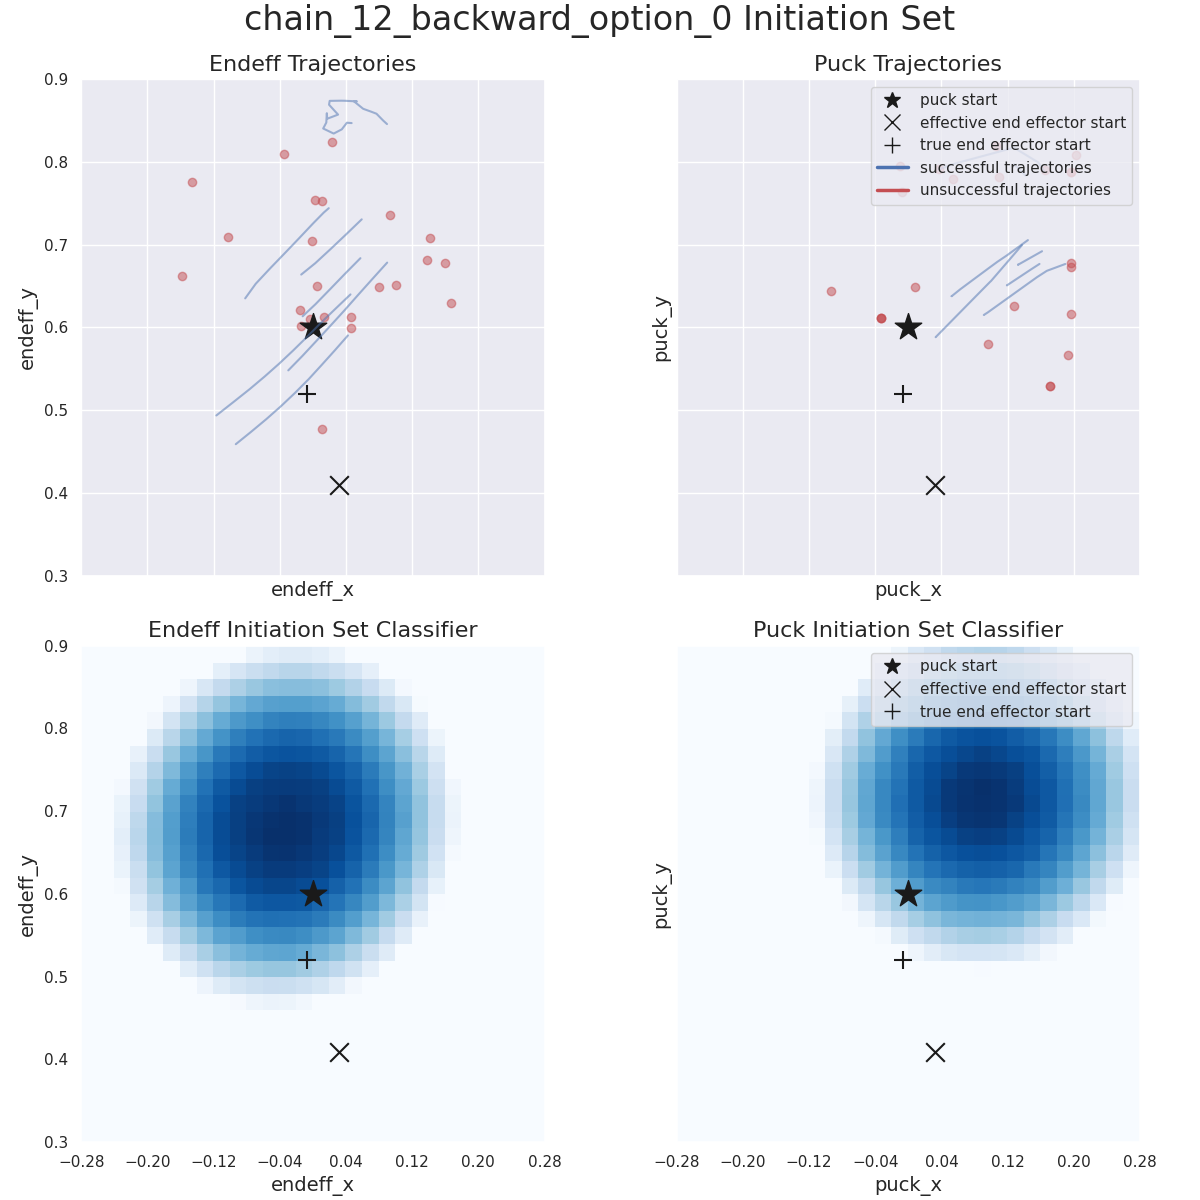 chain_12_backward_option_0 Initiation Set
Endeff Trajectories
0.9
0.8
0.7
0.6
0.5
0.4
0.3
endeff_y
endeff_x
Puck Trajectories
puck start
effective end effector start
true end effector start
successful trajectories
unsuccessful trajectories
puck_y
puck_x
Endeff Initiation Set Classifier
0.9
0.8
0.7
0.6
0.5
0.4
0.3
endeff_y
−0.28 −0.20 −0.12 −0.04 0.04 0.12 0.20 0.28
endeff_x
Puck Initiation Set Classifier
puck start
effective end effector start
true end effector start
puck_y
−0.28 −0.20 −0.12 −0.04 0.04 0.12 0.20 0.28
puck_x